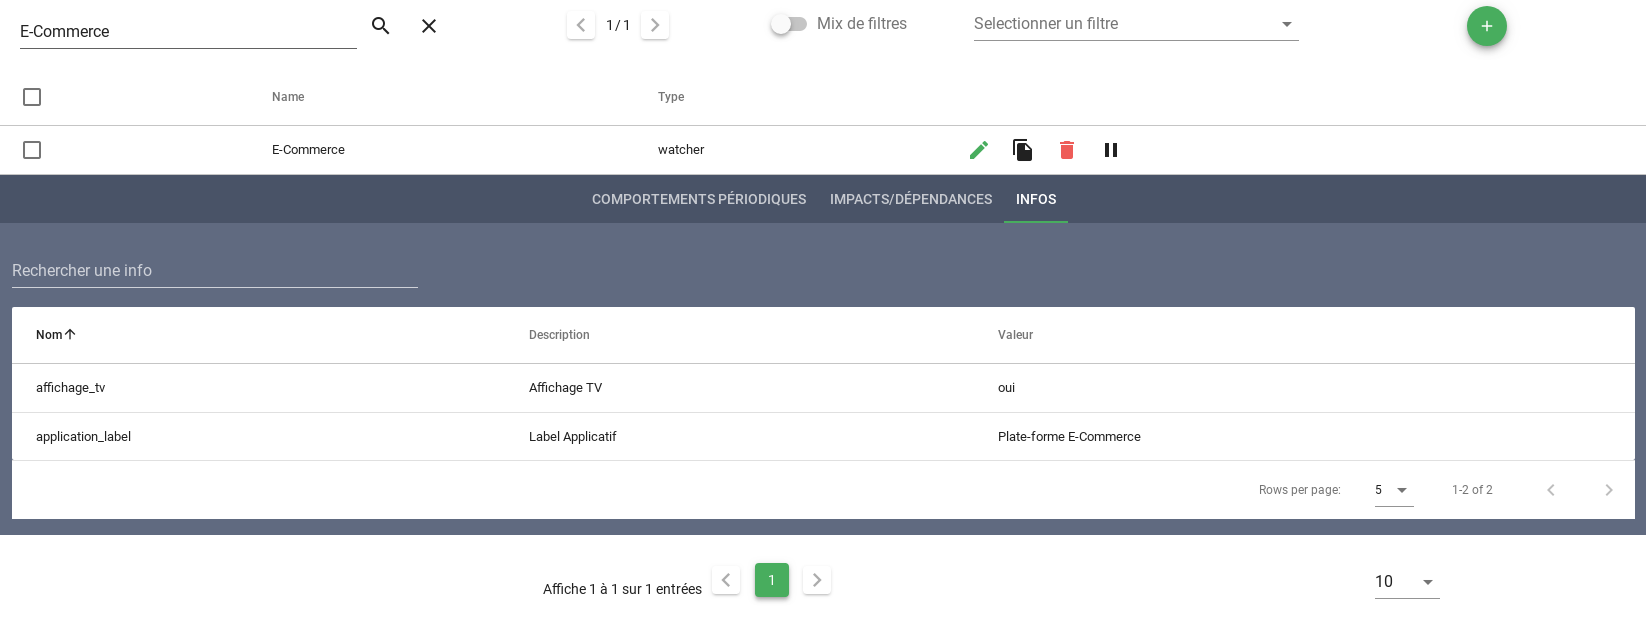 E-Commerce
1 / 1
Mix de filtres
Selectionner un filtre
Name
Type
E-Commerce
watcher
COMPORTEMENTS PÉRIODIQUES
IMPACTS/DÉPENDANCES
INFOS
Rechercher une info
Nom
Description
Valeur
affichage_tv
Affichage TV
oui
application_label
Label Applicatif
Plate-forme E-Commerce
Rows per page:
5
1-2 of 2
Affiche 1 à 1 sur 1 entrées
1
10